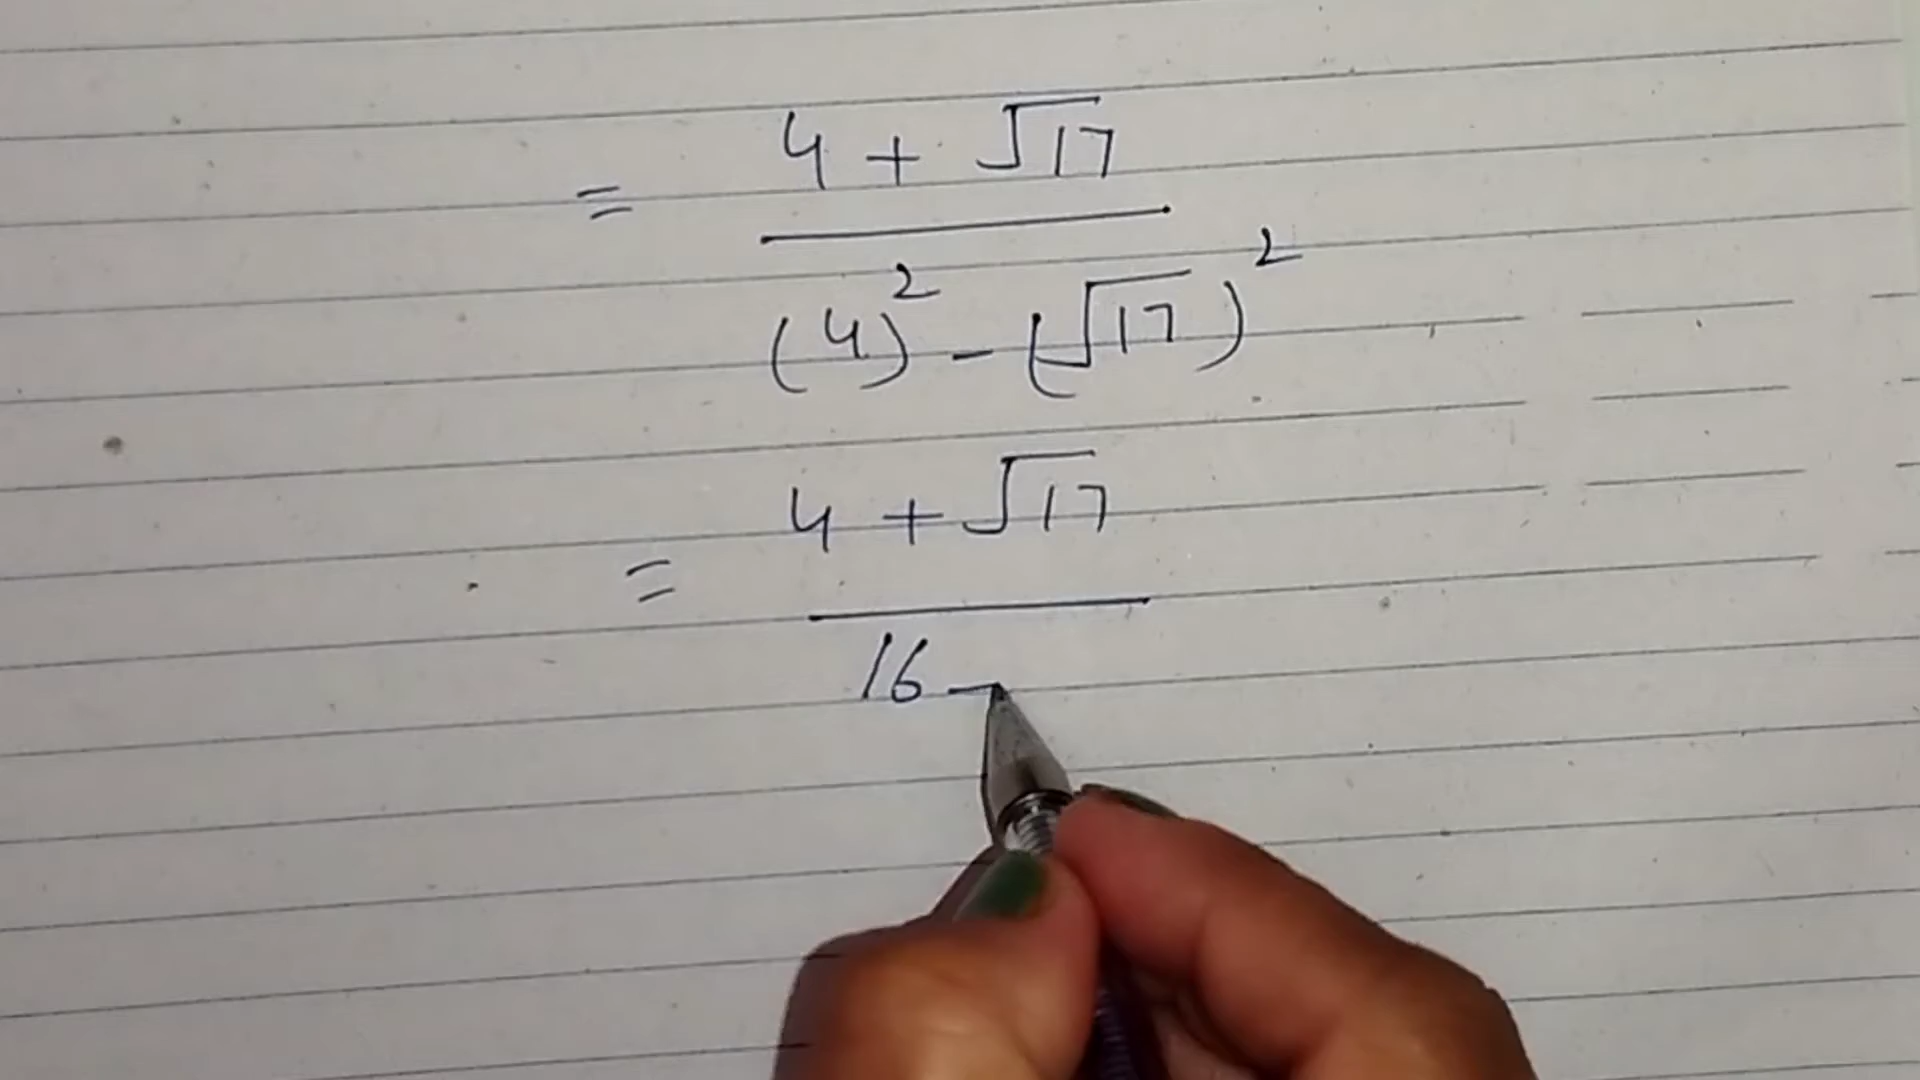 = 4 + √17
(4)² - (√17)²
= 4 + √17
16 -